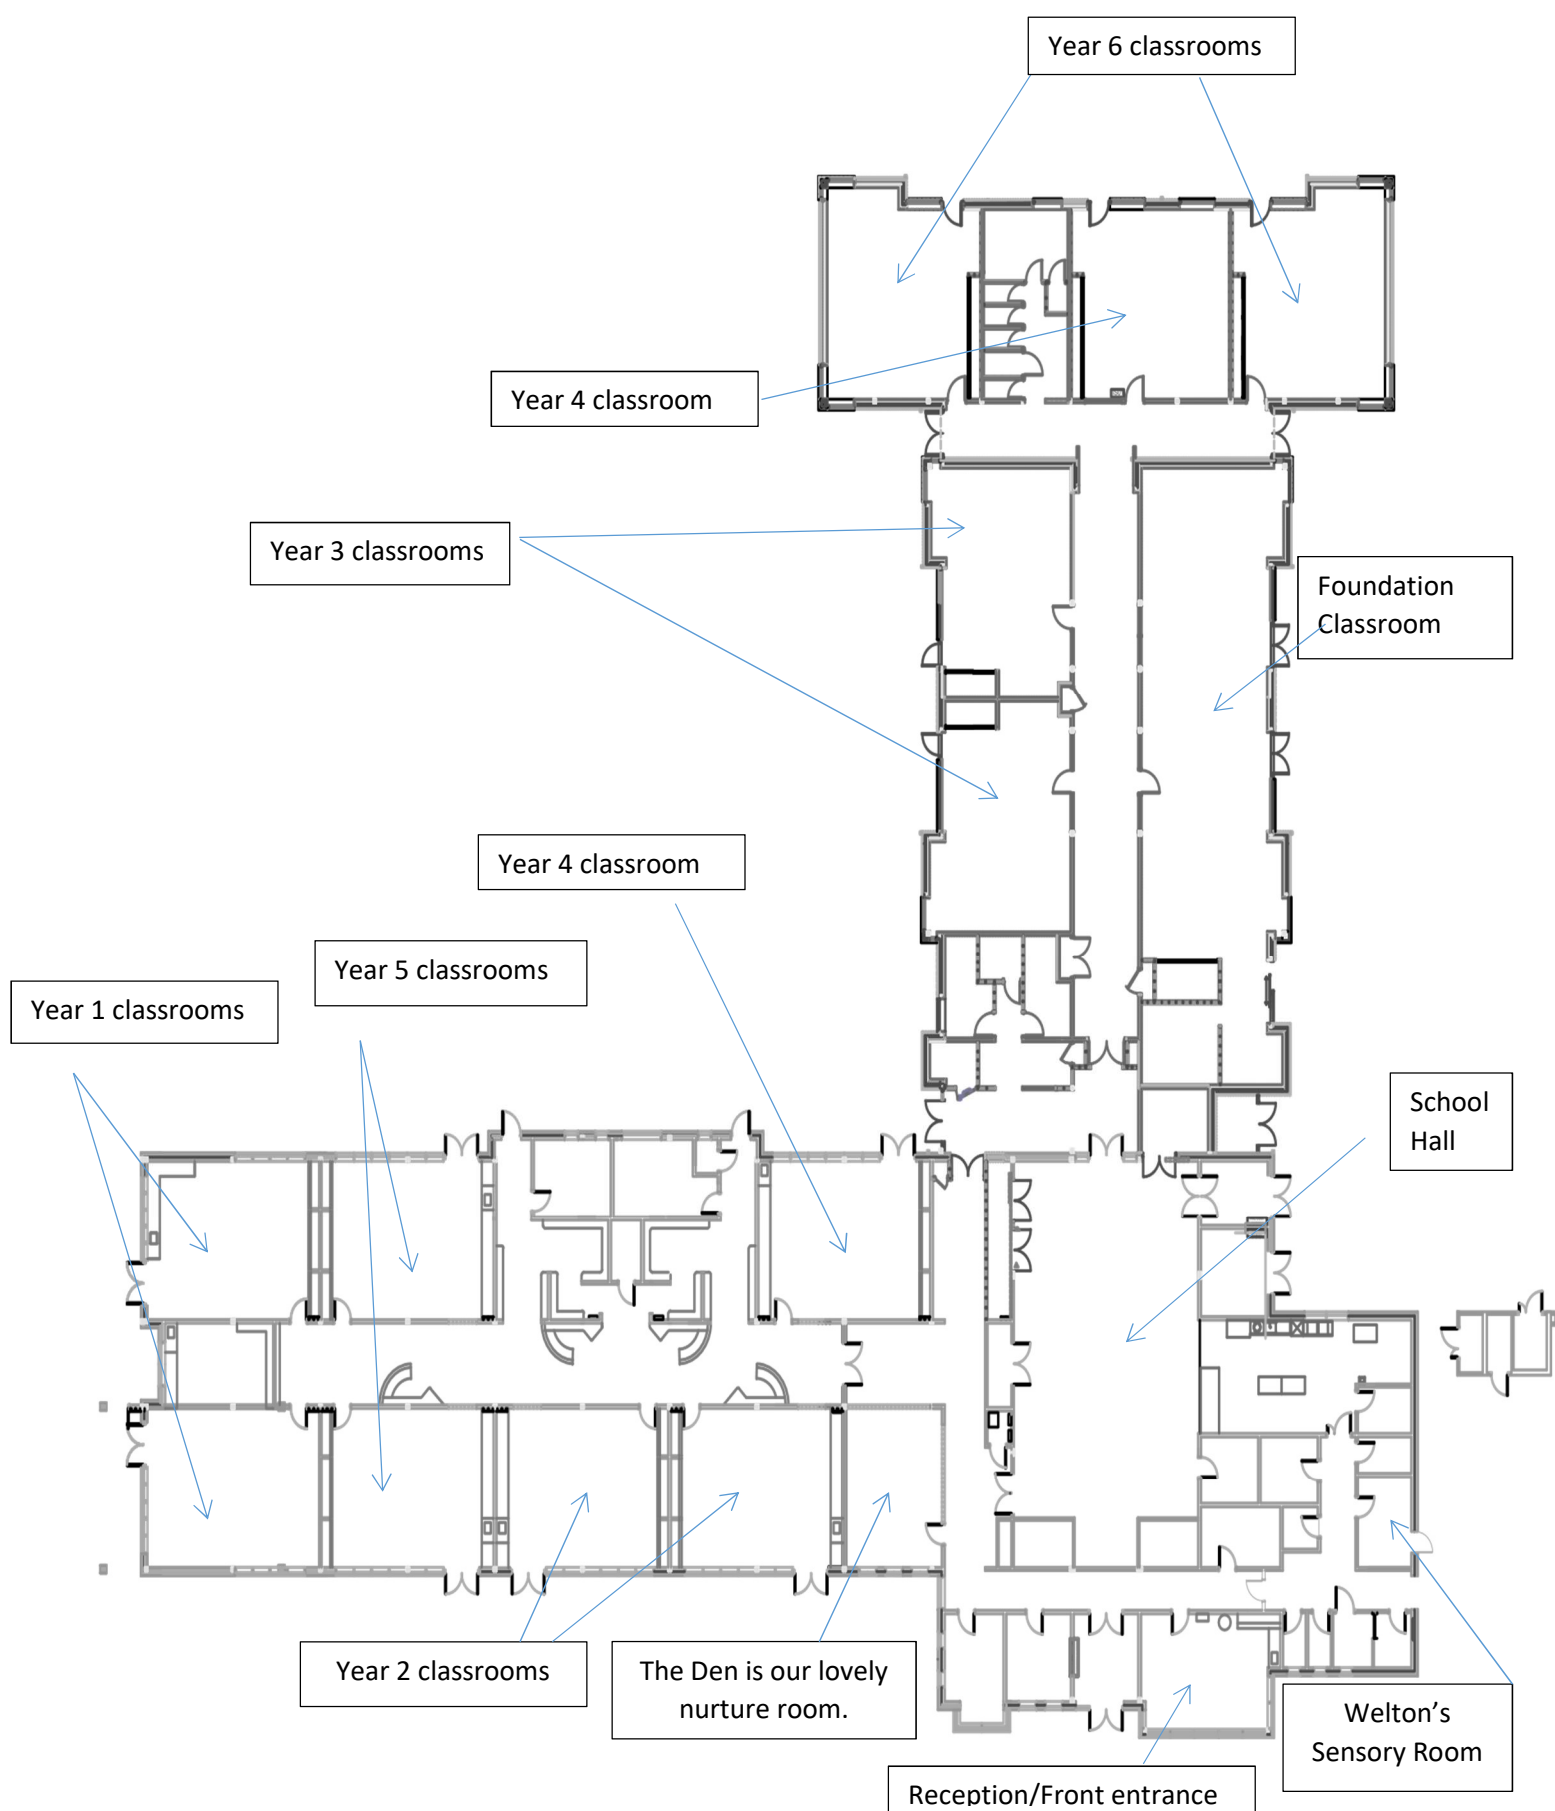 Year 6 classrooms
Year 4 classroom
Year 3 classrooms
Foundation
Classroom
Year 4 classroom
Year 5 classrooms
Year 1 classrooms
School
Hall
Year 2 classrooms
The Den is our lovely
nurture room.
Welton’s
Sensory Room
Reception/Front entrance